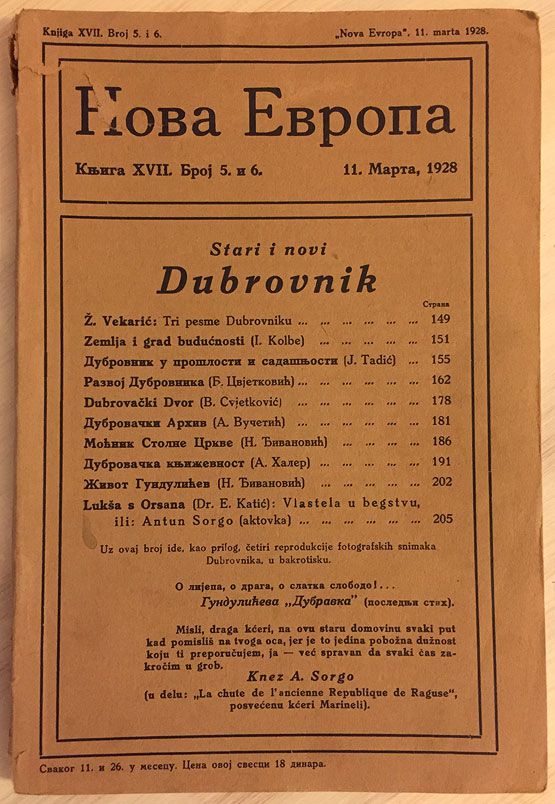 Knjiga XVII. Broj 5. i 6. „Nova Evropa“. 11. marta 1928.
Нова Европа
Књига XVII. Број 5. и 6. 11. Марта, 1928
Stari i novi
Dubrovnik
Страна
Ž. Vekarić: Tri pesme Dubrovniku ... ... ... ... ... 149
Zemlja i grad budućnosti (I. Kolbe) ... ... ... ... 151
Дубровник у прошлости и садашњости (J. Tadić) ... 155
Развој Дубровника (Б. Цвјетковић) ... ... ... ... ... 162
Dubrovački Dvor (B. Cvjetković) ... ... ... ... ... 178
Дубровачки Архив (А. Вучетић) ... ... ... ... ... 181
Моћник Столне Цркве (Н. Ђивановић) ... ... ... ... 186
Дубровачка књижевност (А. Халер) ... ... ... ... 191
Живот Гундулићев (Н. Ђивановић) ... ... ... ... ... 202
Lukša s Orsana (Dr. E. Katić): Vlastela u begstvu,
ili: Antun Sorgo (aktovka) ... ... ... ... ... ... 205
Uz ovaj broj ide, kao prilog, četiri reprodukcije fotografskih snimaka
Dubrovnika, u bakrotisku.
О лијепа, о драга, о слатка слободо!...
Гундулићева „Дубравка“ (последњи стих).
Misli, draga kćeri, na ovu staru domovinu svaki put
kad pomisliš na tvoga oca, jer je to jedina pobožna dužnost
koju ti preporučujem, ja — već spravan da svaki čas za-
kročim u grob.
Knez A. Sorgo
(u delu: „La chute de l'ancienne Republique de Raguse“,
posvećenu kćeri Marineli).
Сваког 11. и 26. у месецу. Цена овој свесци 18 динара.